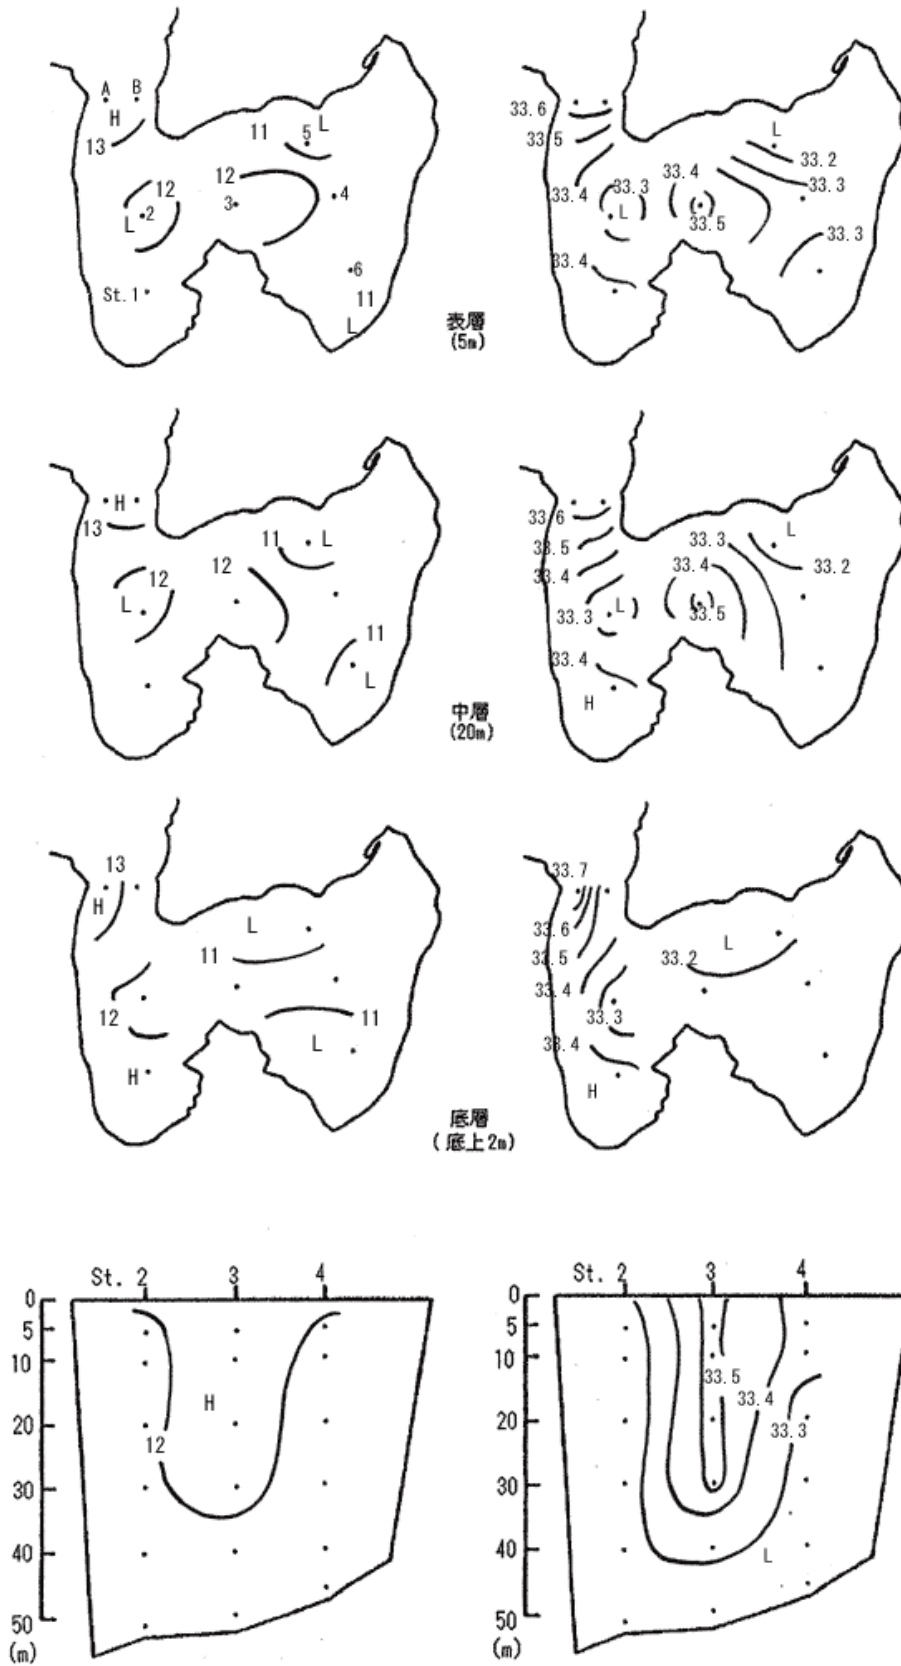 A B
H
13
11
L
5
12
12
3
4
L
2
St.1
6
11
L
表層
(5m)
33.6
33.5
33.4
33.3
L
33.4
33.5
L
33.2
33.3
33.3
33.4
H
13
12
L
12
11
L
11
L
中層
(20m)
33.6
33.5
33.4
33.3
L
33.4
H
33.3
33.4
33.5
L
33.2
13
H
12
H
L
11
11
L
底層
(底上2m)
33.7
33.6
33.5
33.4
33.3
33.4
H
L
33.2
St. 2 3 4
0
5
10
20
30
40
50
(m)
H
12
St. 2 3 4
0
5
10
20
30
40
50
(m)
33.5
33.4
33.3
L